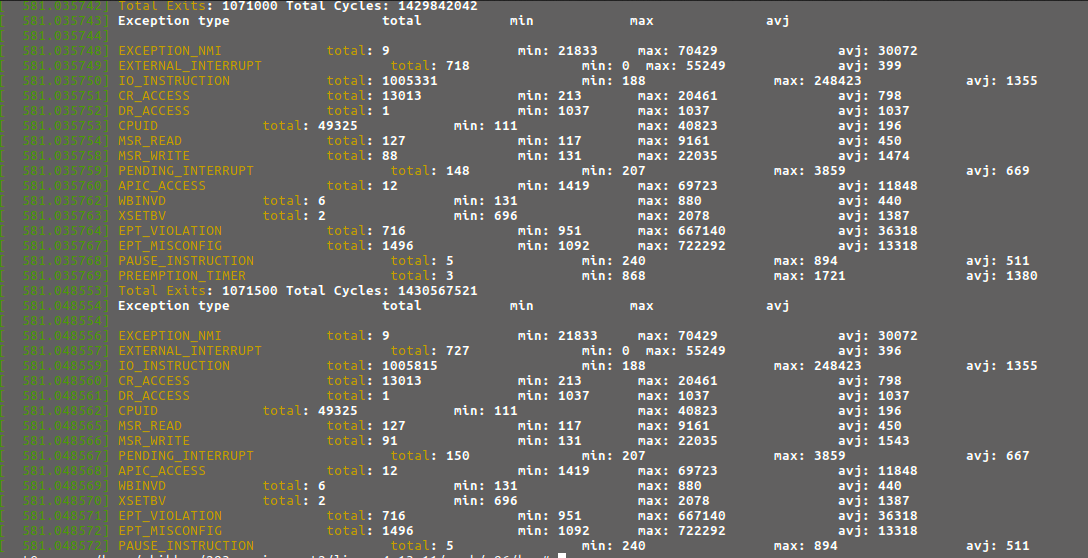 [ 581.035742] Total Exits: 1071000 Total Cycles: 1429842042
[ 581.035743] Exception type total min max avj
[ 581.035744]
[ 581.035748] EXCEPTION_NMI total: 9 min: 21833 max: 70429 avj: 30072
[ 581.035749] EXTERNAL_INTERRUPT total: 718 min: 0 max: 55249 avj: 399
[ 581.035750] IO_INSTRUCTION total: 1005331 min: 188 max: 248423 avj: 1355
[ 581.035751] CR_ACCESS total: 13013 min: 213 max: 20461 avj: 798
[ 581.035752] DR_ACCESS total: 1 min: 1037 max: 1037 avj: 1037
[ 581.035753] CPUID total: 49325 min: 111 max: 40823 avj: 196
[ 581.035754] MSR_READ total: 127 min: 117 max: 9161 avj: 450
[ 581.035758] MSR_WRITE total: 88 min: 131 max: 22035 avj: 1474
[ 581.035759] PENDING_INTERRUPT total: 148 min: 207 max: 3859 avj: 669
[ 581.035760] APIC_ACCESS total: 12 min: 1419 max: 69723 avj: 11848
[ 581.035762] WBINVD total: 6 min: 131 max: 880 avj: 440
[ 581.035763] XSETBV total: 2 min: 696 max: 2078 avj: 1387
[ 581.035764] EPT_VIOLATION total: 716 min: 951 max: 667140 avj: 36318
[ 581.035767] EPT_MISCONFIG total: 1496 min: 1092 max: 722292 avj: 13318
[ 581.035768] PAUSE_INSTRUCTION total: 5 min: 240 max: 894 avj: 511
[ 581.035769] PREEMPTION_TIMER total: 3 min: 868 max: 1721 avj: 1380
[ 581.048553] Total Exits: 1071500 Total Cycles: 1430567521
[ 581.048554] Exception type total min max avj
[ 581.048554]
[ 581.048556] EXCEPTION_NMI total: 9 min: 21833 max: 70429 avj: 30072
[ 581.048557] EXTERNAL_INTERRUPT total: 727 min: 0 max: 55249 avj: 396
[ 581.048559] IO_INSTRUCTION total: 1005815 min: 188 max: 248423 avj: 1355
[ 581.048560] CR_ACCESS total: 13013 min: 213 max: 20461 avj: 798
[ 581.048561] DR_ACCESS total: 1 min: 1037 max: 1037 avj: 1037
[ 581.048562] CPUID total: 49325 min: 111 max: 40823 avj: 196
[ 581.048565] MSR_READ total: 127 min: 117 max: 9161 avj: 450
[ 581.048566] MSR_WRITE total: 91 min: 131 max: 22035 avj: 1543
[ 581.048567] PENDING_INTERRUPT total: 150 min: 207 max: 3859 avj: 667
[ 581.048568] APIC_ACCESS total: 12 min: 1419 max: 69723 avj: 11848
[ 581.048569] WBINVD total: 6 min: 131 max: 880 avj: 440
[ 581.048570] XSETBV total: 2 min: 696 max: 2078 avj: 1387
[ 581.048571] EPT_VIOLATION total: 716 min: 951 max: 667140 avj: 36318
[ 581.048572] EPT_MISCONFIG total: 1496 min: 1092 max: 722292 avj: 13318
[ 581.048572] PAUSE_INSTRUCTION total: 5 min: 240 max: 894 avj: 511